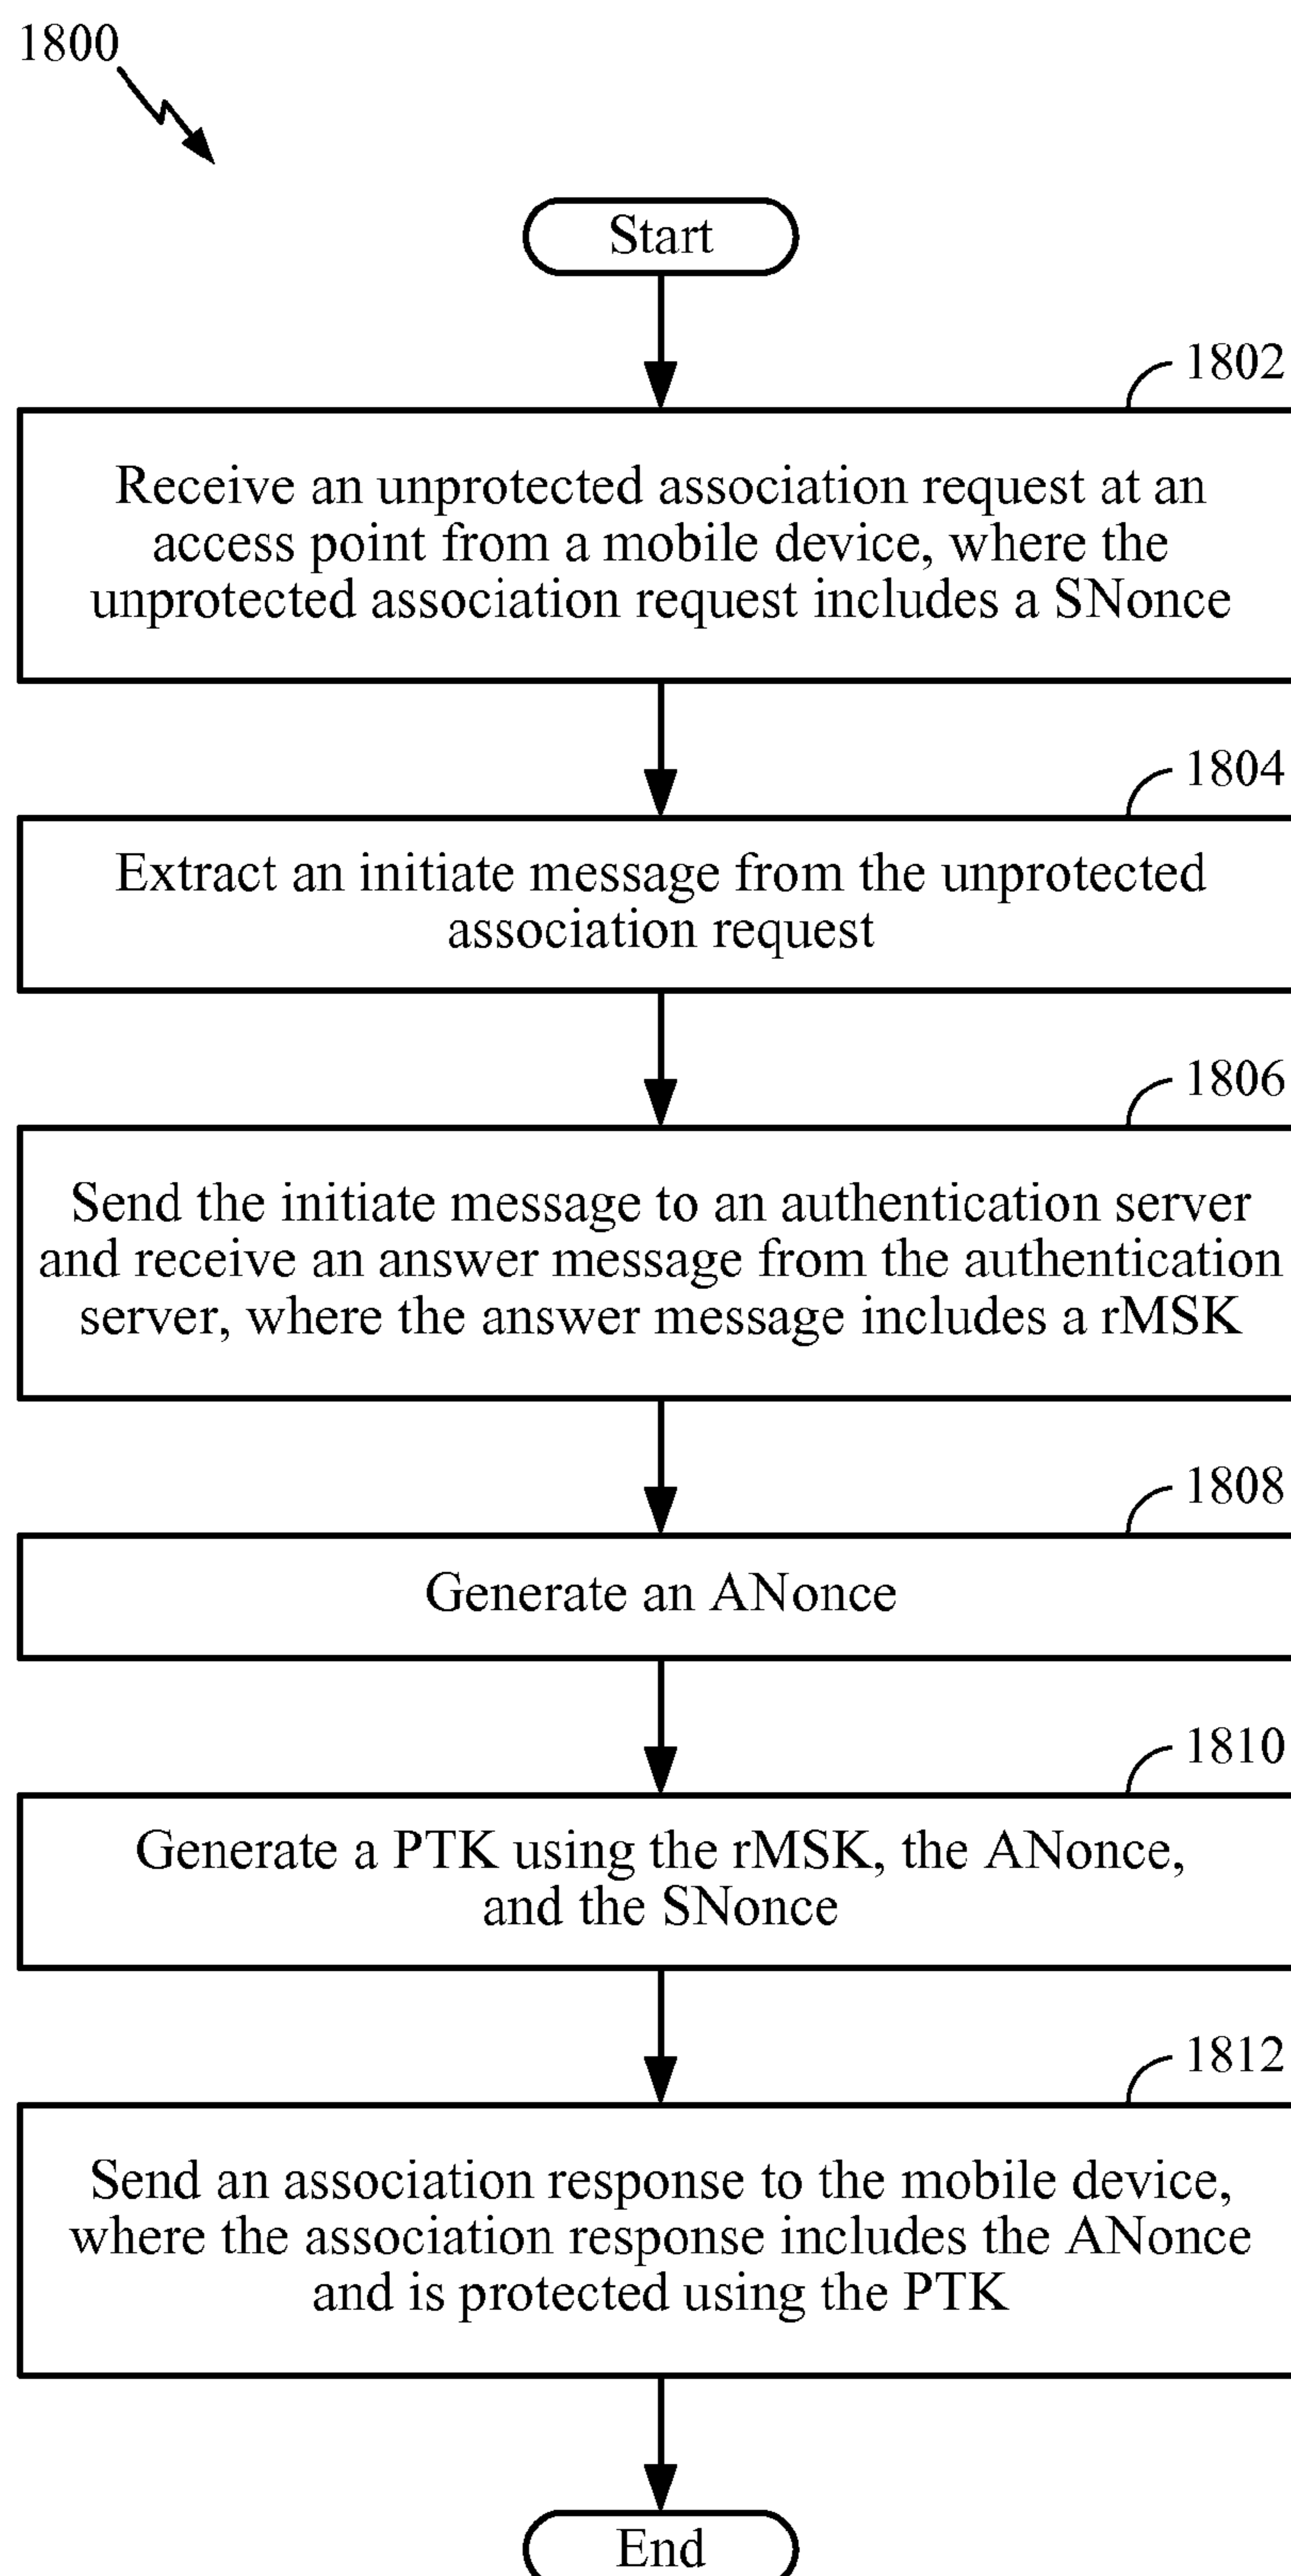 1800
Start
1802
Receive an unprotected association request at an
access point from a mobile device, where the
unprotected association request includes a SNonce
1804
Extract an initiate message from the unprotected
association request
1806
Send the initiate message to an authentication server
and receive an answer message from the authentication
server, where the answer message includes a rMSK
1808
Generate an ANonce
1810
Generate a PTK using the rMSK, the ANonce,
and the SNonce
1812
Send an association response to the mobile device,
where the association response includes the ANonce
and is protected using the PTK
End